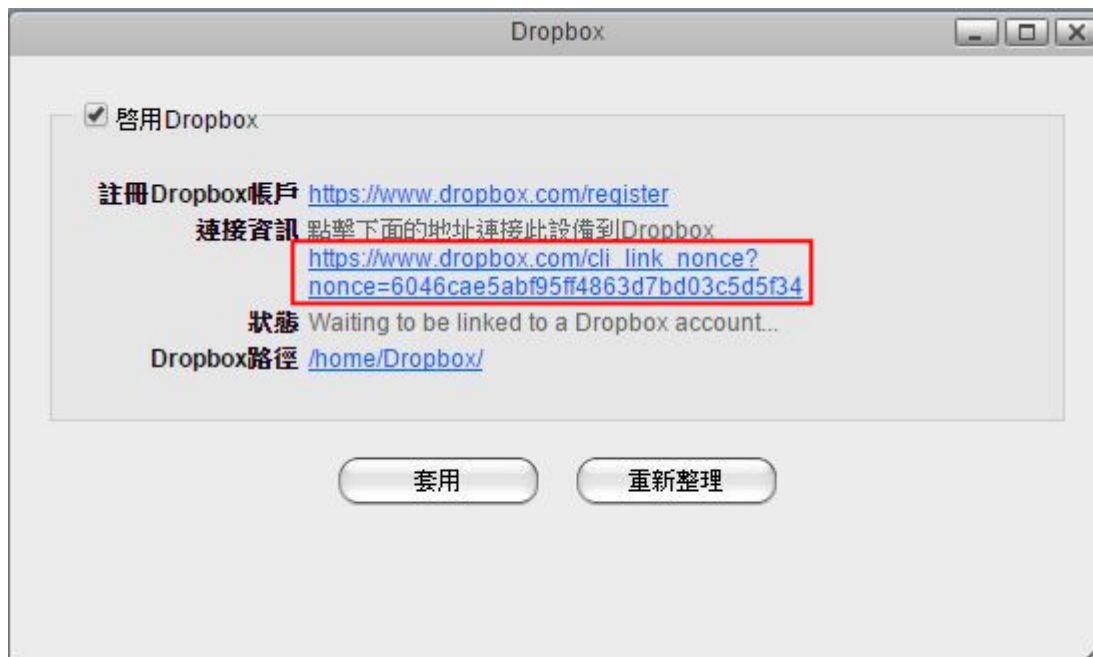 Dropbox
啓用Dropbox
註冊Dropbox帳戶 https://www.dropbox.com/register
連接資訊 點擊下面的地址連接此設備到Dropbox
https://www.dropbox.com/cli_link_nonce?
nonce=6046cae5abf95ff4863d7bd03c5d5f34
狀態 Waiting to be linked to a Dropbox account...
Dropbox路徑 /home/Dropbox/
套用 重新整理